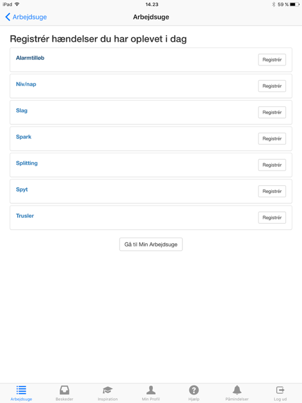 iPad 14.23 59 %
Arbejdsuge Arbejdsuge
Registrér hændelser du har oplevet i dag
Alarmtilløb Registrér
Niv/nap Registrér
Slag Registrér
Spark Registrér
Splitting Registrér
Spyt Registrér
Trusler Registrér
Gå til Min Arbejdsuge
Arbejdsuge Beskeder Inspiration Min Profil Hjælp Påmindelser Log ud